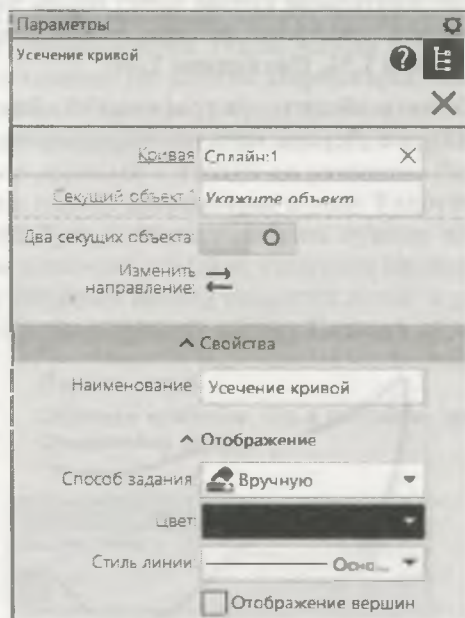 Параметры
Усечение кривой
?
Кривая Сплайн:1
Секущий объект 1 Укажите объект
Два секущих объекта:
Изменить
направление:
Свойства
Наименование Усечение кривой
Отображение
Способ задания: Вручную
Цвет:
Стиль линии: Осно...
Отображение вершин